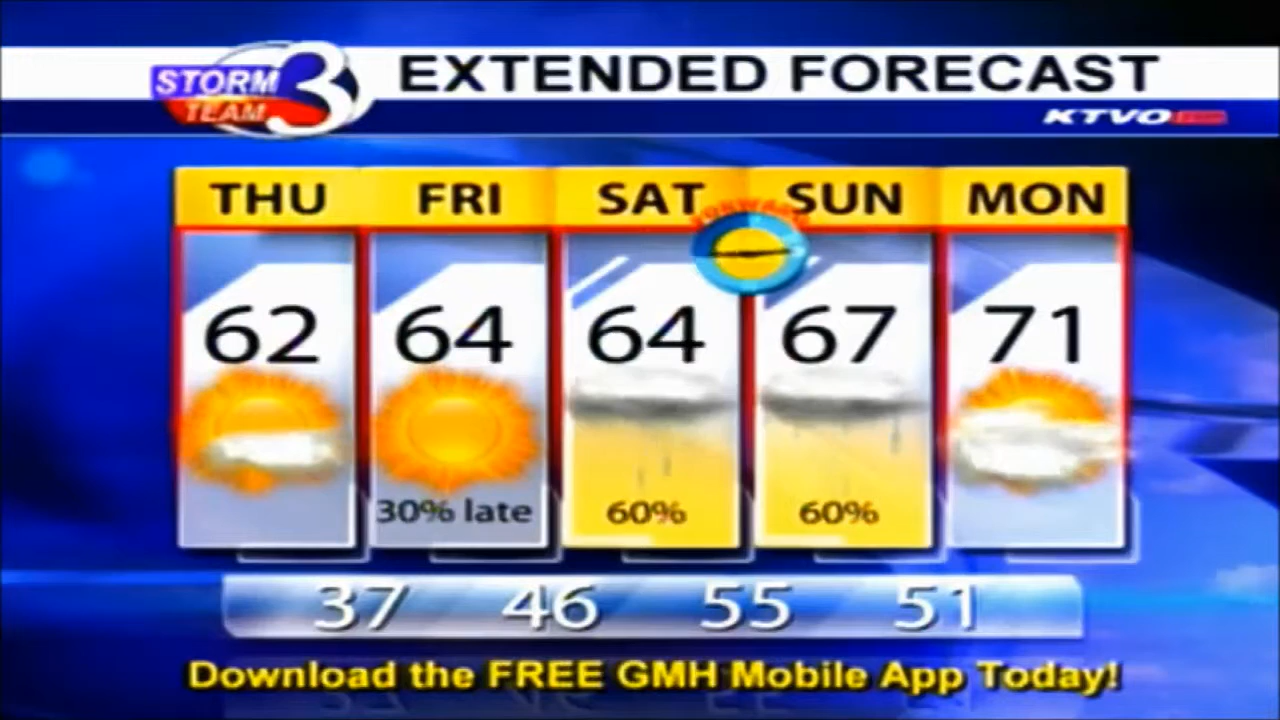 STORM TEAM 3
EXTENDED FORECAST
KTVO
THU FRI SAT SUN MON
FORWARD
62 64 64 67 71
30% late 60% 60%
37 46 55 51
Download the FREE GMH Mobile App Today!